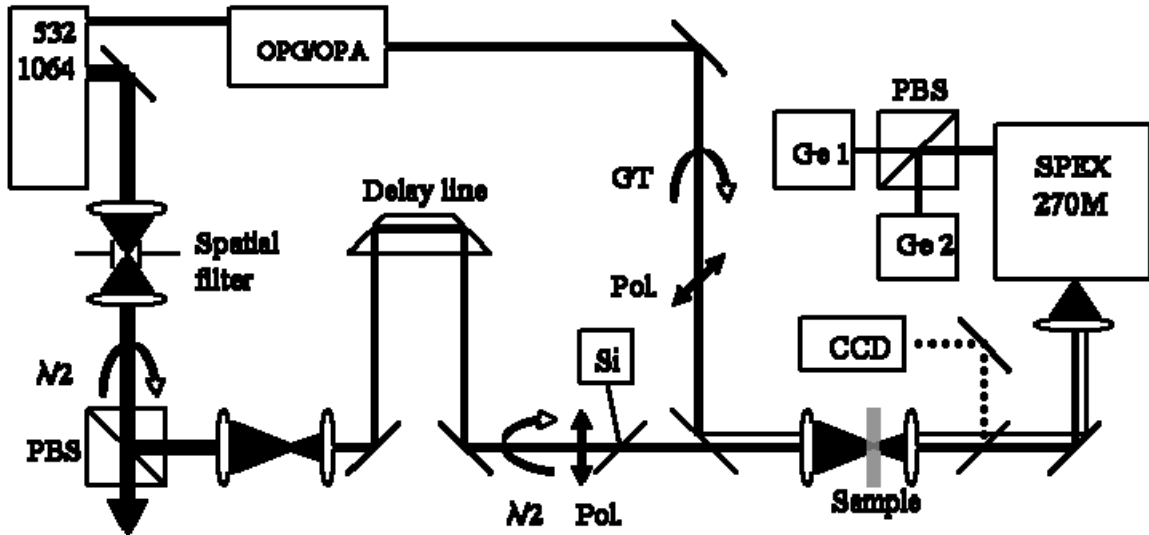 532
1064
OPG/OPA
PBS
Ge 1
SPEX
270M
GT
Delay line
Ge 2
Spatial
filter
Pol.
CCD
Si
λ/2
PBS
Sample
λ/2
Pol.